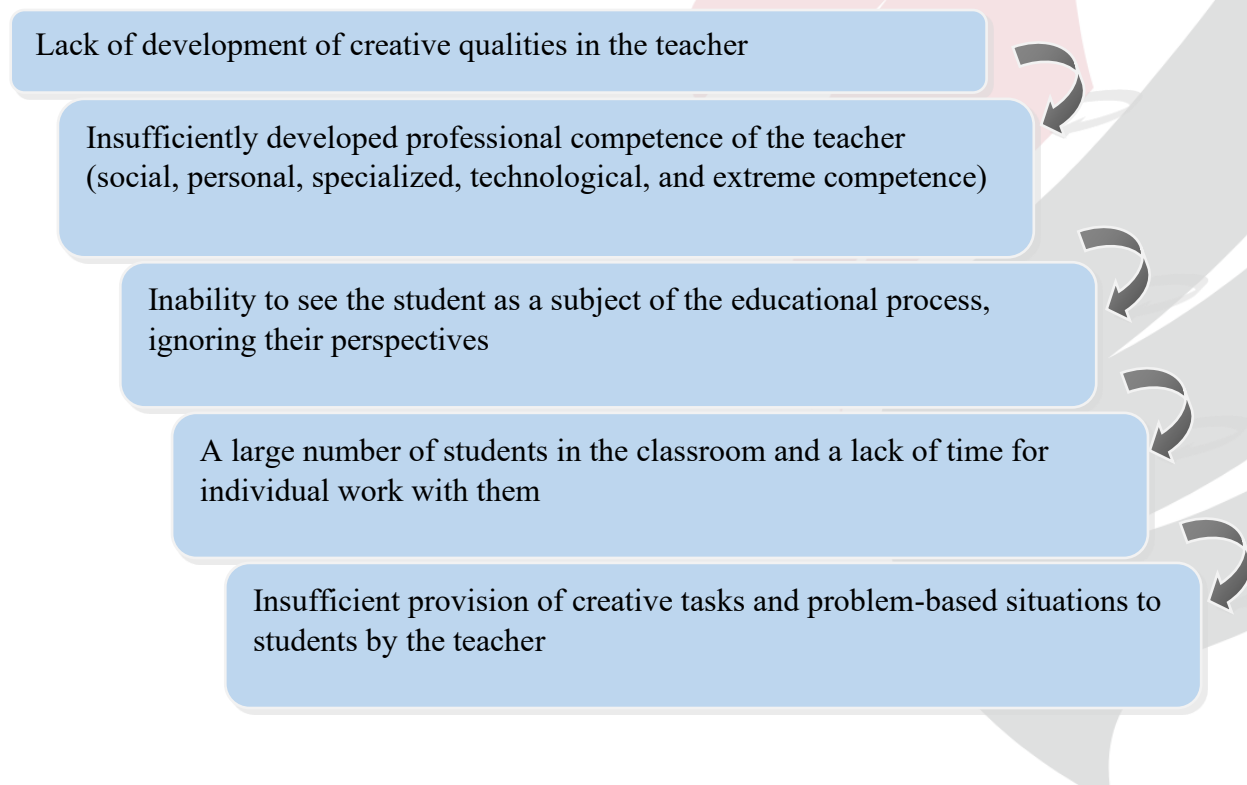 Lack of development of creative qualities in the teacher
Insufficiently developed professional competence of the teacher
(social, personal, specialized, technological, and extreme competence)
Inability to see the student as a subject of the educational process,
ignoring their perspectives
A large number of students in the classroom and a lack of time for
individual work with them
Insufficient provision of creative tasks and problem-based situations to
students by the teacher